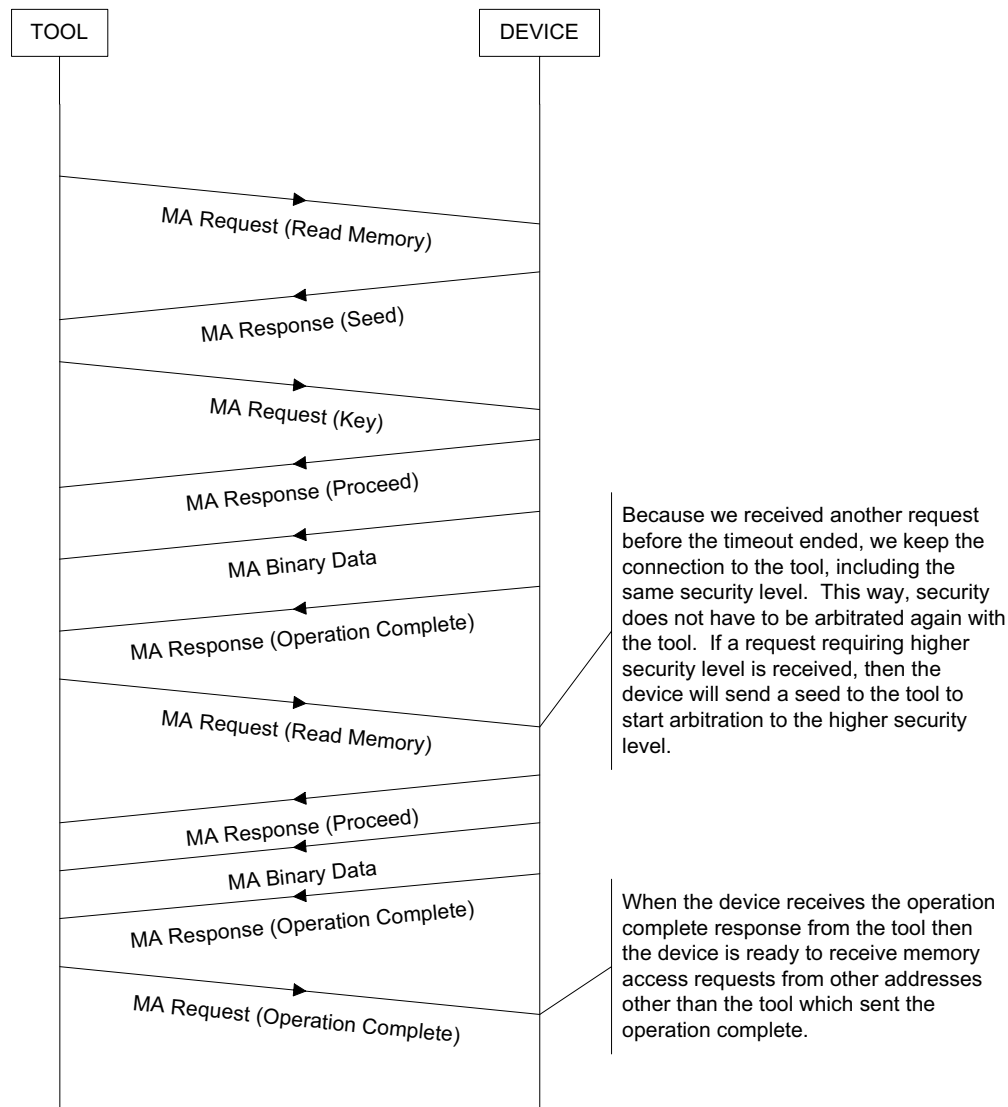 TOOL
DEVICE
MA Request (Read Memory)
MA Response (Seed)
MA Request (Key)
MA Response (Proceed)
MA Binary Data
MA Response (Operation Complete)
MA Request (Read Memory)
Because we received another request
before the timeout ended, we keep the
connection to the tool, including the
same security level.  This way, security
does not have to be arbitrated again with
the tool.  If a request requiring higher
security level is received, then the
device will send a seed to the tool to
start arbitration to the higher security
level.
MA Response (Proceed)
MA Binary Data
MA Response (Operation Complete)
MA Request (Operation Complete)
When the device receives the operation
complete response from the tool then
the device is ready to receive memory
access requests from other addresses
other than the tool which sent the
operation complete.